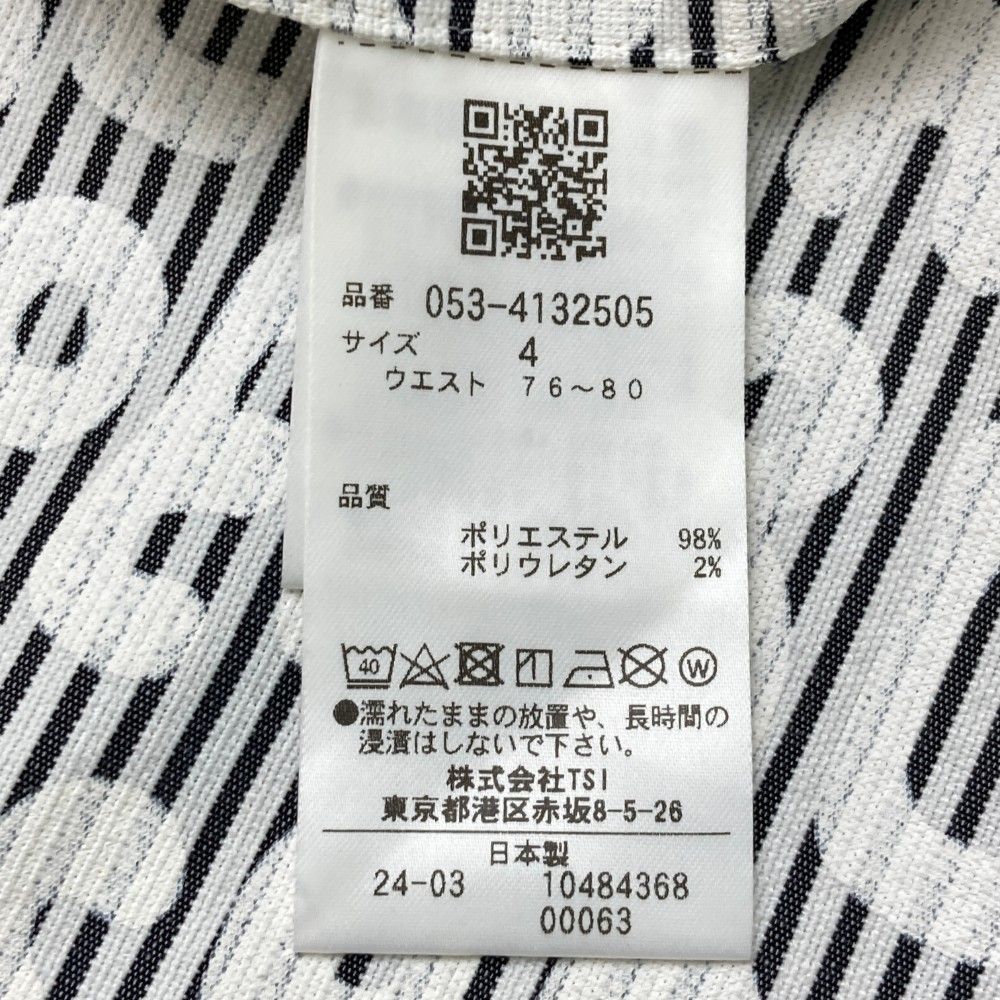 品番 053-4132505
サイズ 4
ウエスト 76～80
品質
ポリエステル 98%
ポリウレタン 2%
40
W
●濡れたままの放置や、長時間の
浸漬はしないで下さい。
株式会社TSI
東京都港区赤坂8-5-26
日本製
24-03 10484368
00063